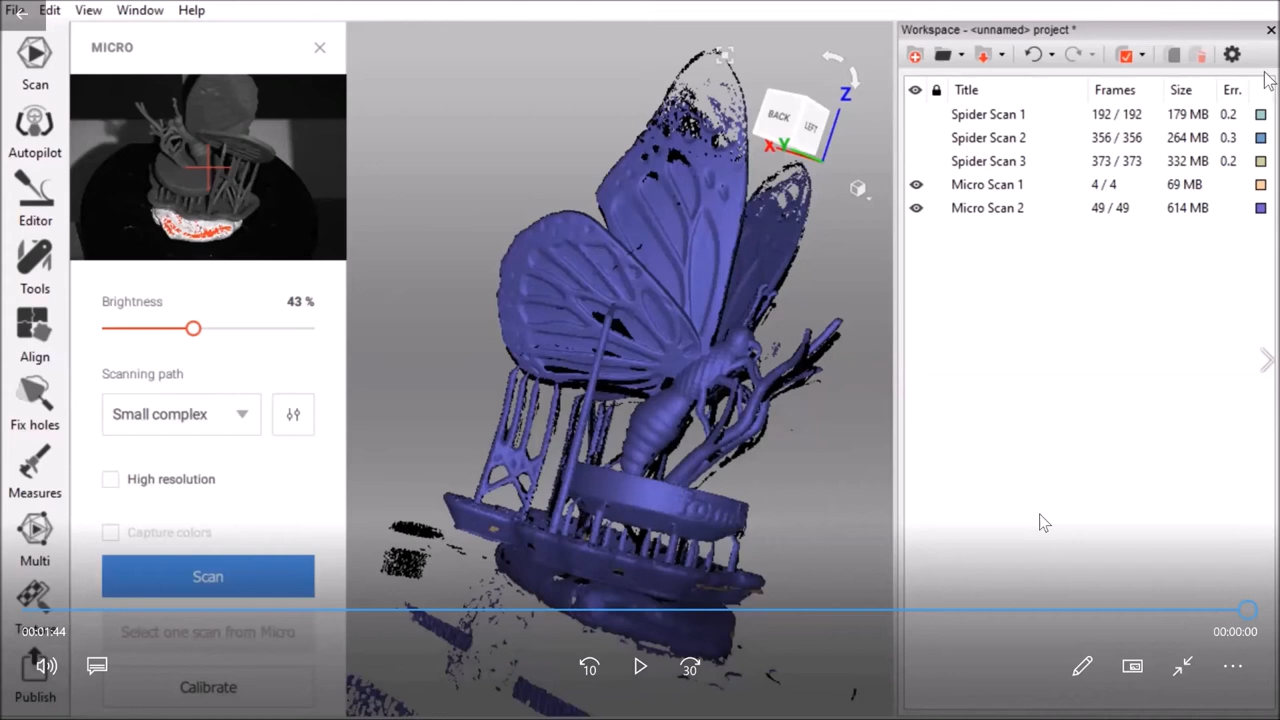 File Edit View Window Help
MICRO
Scan
Autopilot
Editor
Tools
Align
Fix holes
Measures
Multi
Publish
Brightness 43 %
Scanning path
Small complex
High resolution
Capture colors
Scan
Select one scan from Micro
Calibrate
BACK LEFT
X Y Z
Workspace - <unnamed> project *
Title Frames Size Err.
Spider Scan 1 192 / 192 179 MB 0.2
Spider Scan 2 356 / 356 264 MB 0.3
Spider Scan 3 373 / 373 332 MB 0.2
Micro Scan 1 4 / 4 69 MB
Micro Scan 2 49 / 49 614 MB
00:01:44
00:00:00
10
30